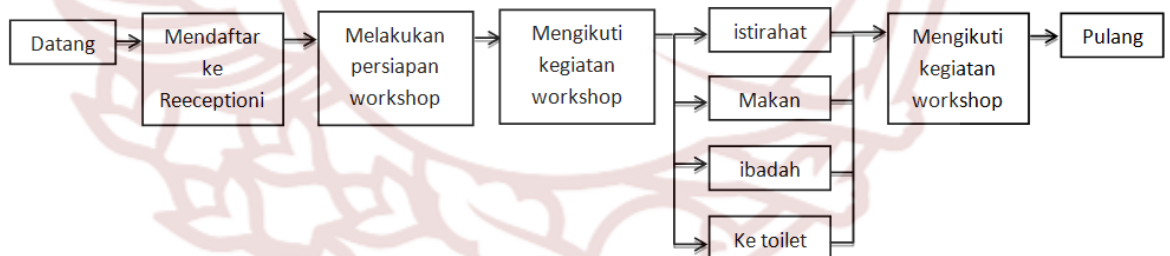 Datang
Mendaftar
ke
Reeceptioni
Melakukan
persiapan
workshop
Mengikuti
kegiatan
workshop
istirahat
Makan
ibadah
Ke toilet
Mengikuti
kegiatan
workshop
Pulang